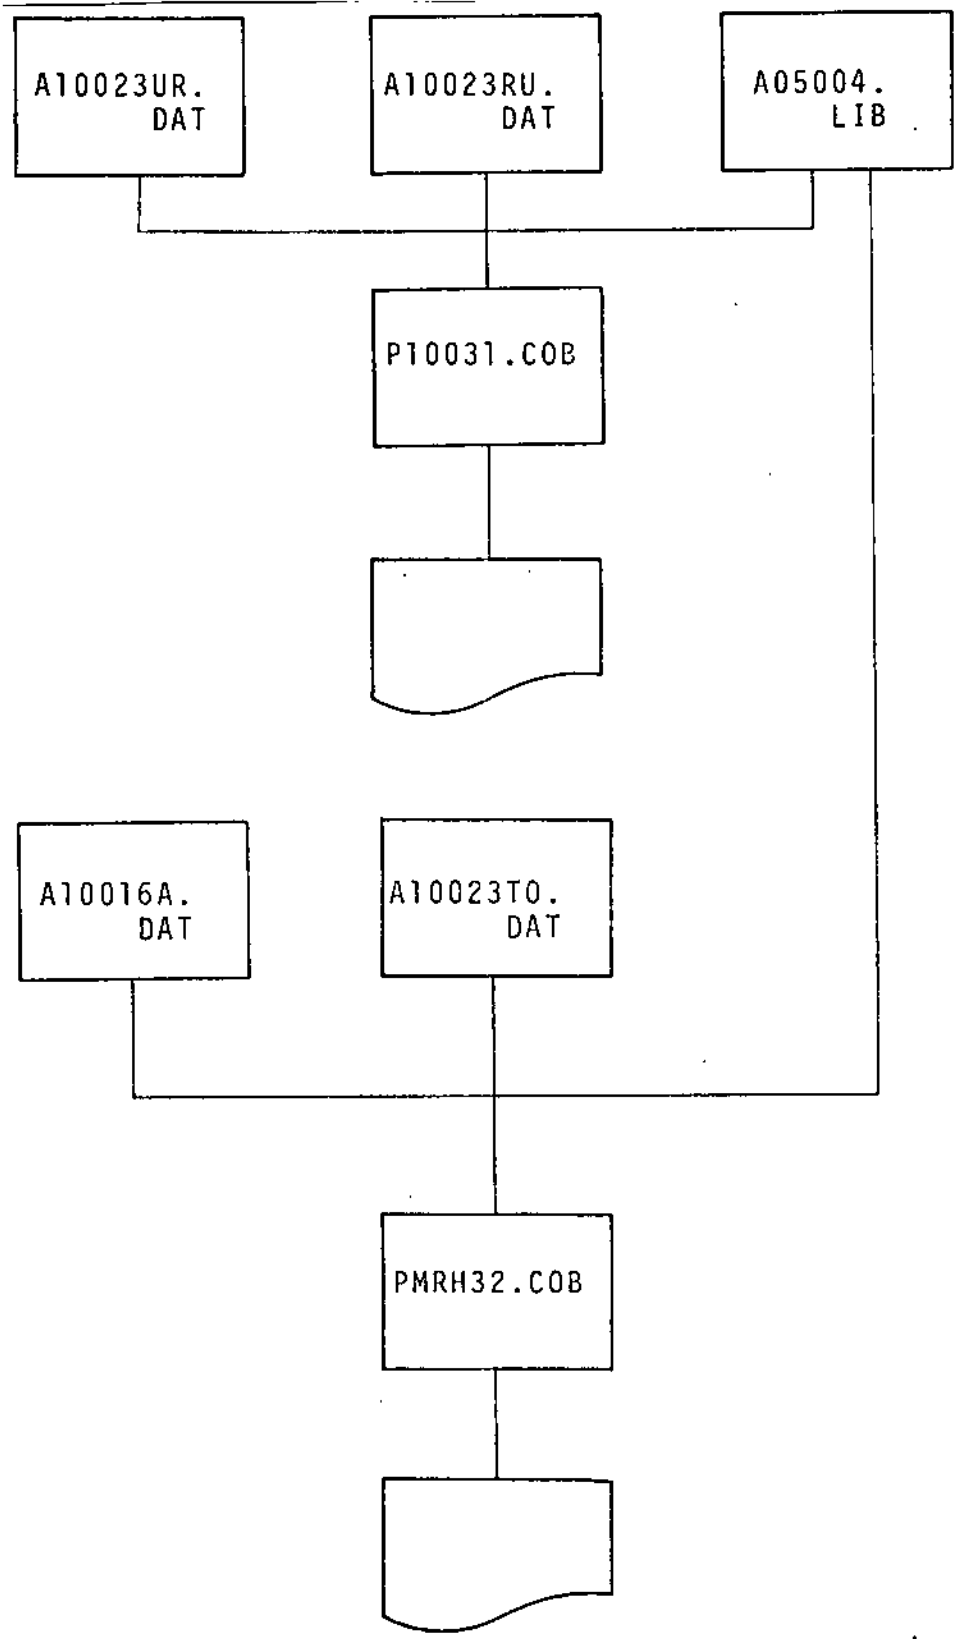 A10023UR.
DAT
A10023RU.
DAT
A05004.
LIB
P10031.COB
A10016A.
DAT
A10023TO.
DAT
PMRH32.COB